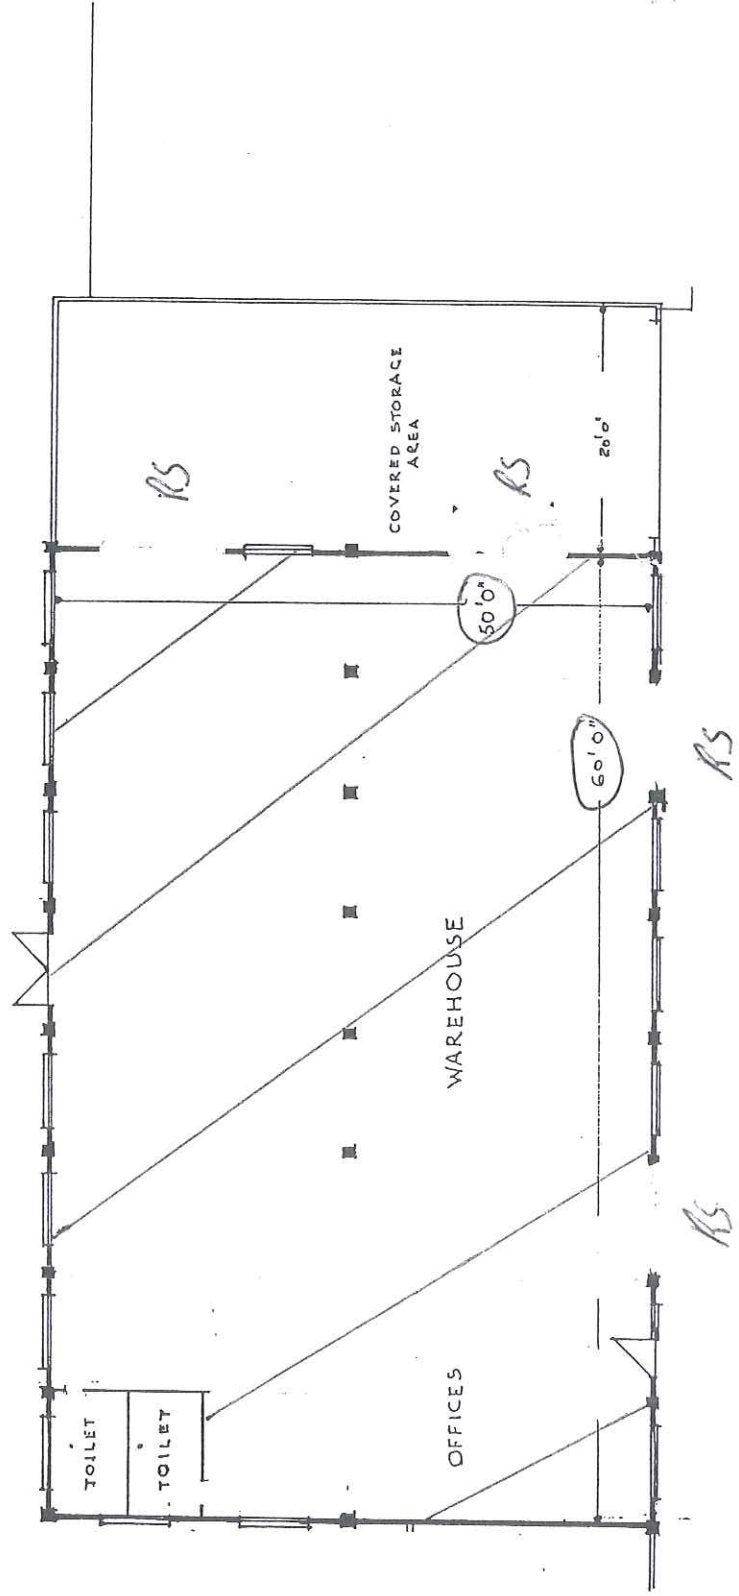 RS
COVERED STORAGE
AREA
RS
20'0'
50'0"
60'0"
RS
WAREHOUSE
RS
TOILET
TOILET
OFFICES